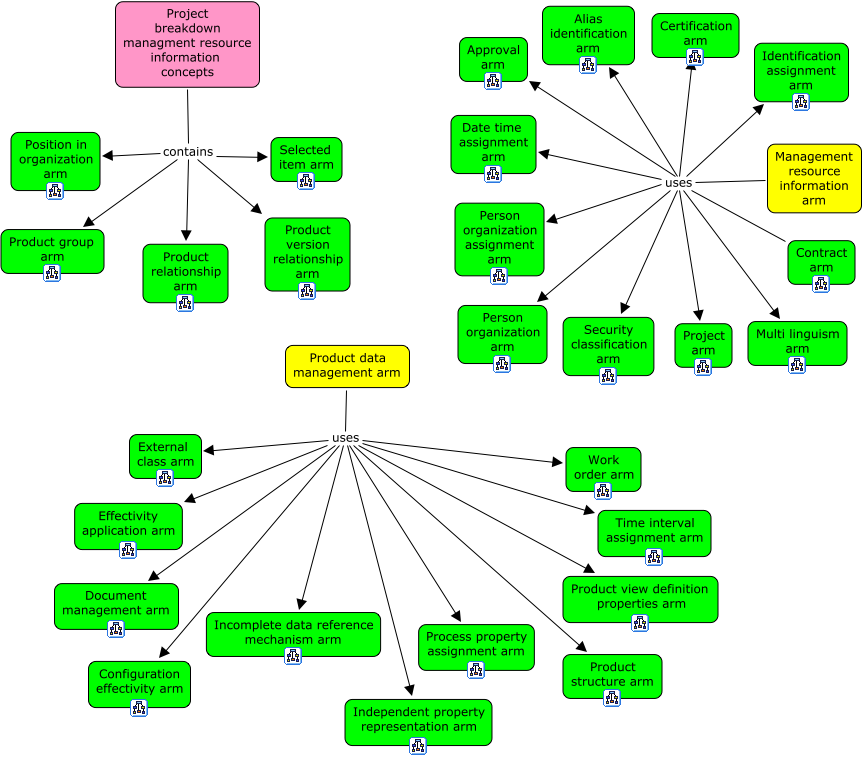 Project
breakdown
managment resource
information
concepts
contains
Position in
organization
arm
Selected
item arm
Product group
arm
Product
relationship
arm
Product
version
relationship
arm
Approval
arm
Alias
identification
arm
Certification
arm
Identification
assignment
arm
Date time
assignment
arm
Management
resource
information
arm
uses
Person
organization
assignment
arm
Contract
arm
Person
organization
arm
Security
classification
arm
Project
arm
Multi linguism
arm
Product data
management arm
uses
External
class arm
Work
order arm
Effectivity
application arm
Time interval
assignment arm
Document
management arm
Product view definition
properties arm
Incomplete data reference
mechanism arm
Process property
assignment arm
Configuration
effectivity arm
Product
structure arm
Independent property
representation arm